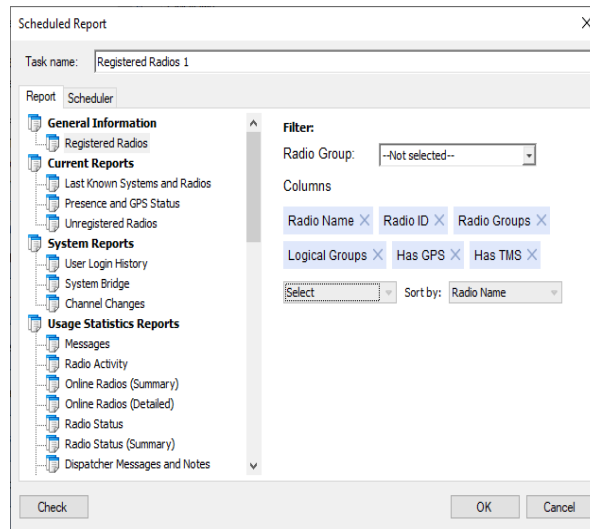 Scheduled Report
Task name: Registered Radios 1
Report Scheduler
General Information
Registered Radios
Current Reports
Last Known Systems and Radios
Presence and GPS Status
Unregistered Radios
System Reports
User Login History
System Bridge
Channel Changes
Usage Statistics Reports
Messages
Radio Activity
Online Radios (Summary)
Online Radios (Detailed)
Radio Status
Radio Status (Summary)
Dispatcher Messages and Notes
Filter:
Radio Group: --Not selected--
Columns
Radio Name Radio ID Radio Groups
Logical Groups Has GPS Has TMS
Select Sort by: Radio Name
Check OK Cancel